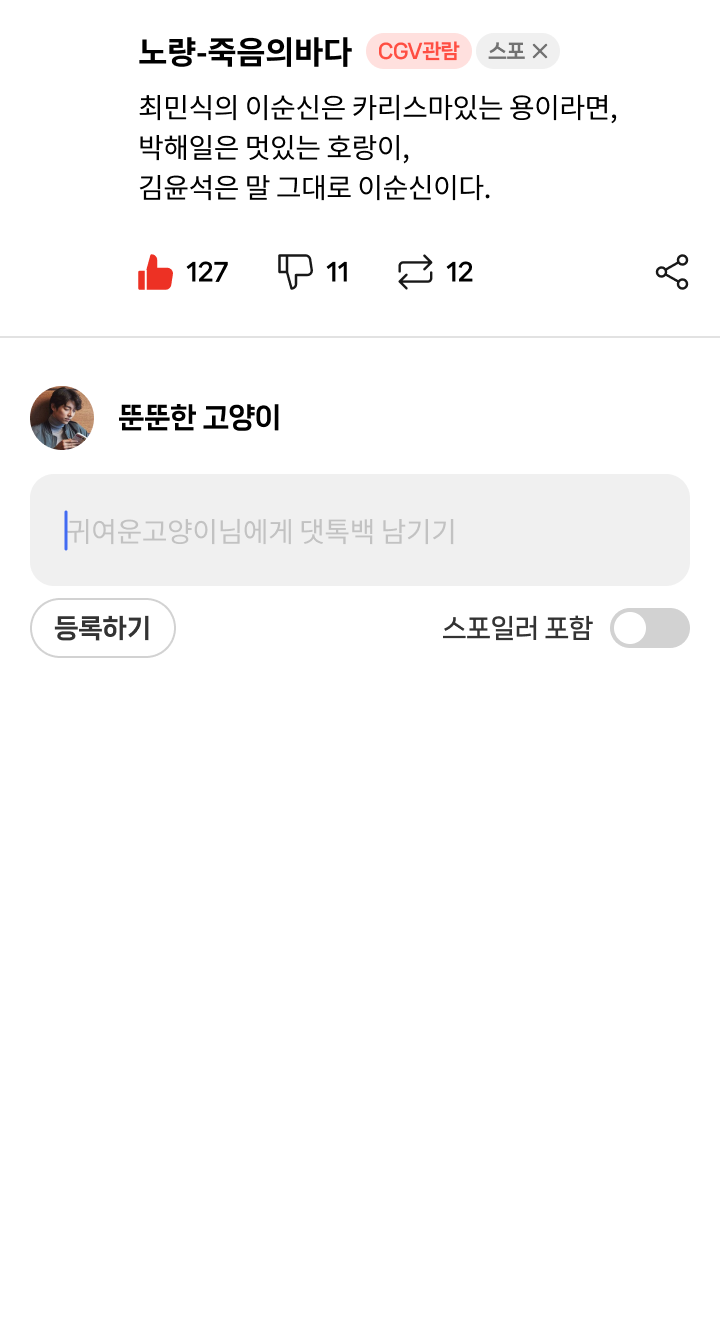 노량-죽음의바다 CGV관람 스포
최민식의 이순신은 카리스마있는 용이라면,
박해일은 멋있는 호랑이,
김윤석은 말 그대로 이순신이다.
127 11 12
뚠뚠한 고양이
귀여운고양이님에게 댓톡백 남기기
등록하기 스포일러 포함